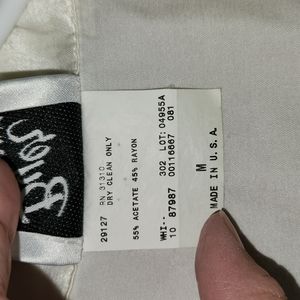 29127 RN 31310
DRY CLEAN ONLY
55% ACETATE 45% RAYON
WHI-- 302 LOT: 04955A
10 87987 00116667 081
M
MADE IN U. S. A.